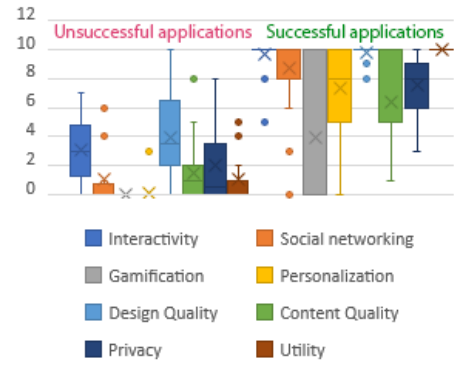 12
Unsuccessful applications Successful applications
10
8
6
4
2
0
Interactivity Social networking
Gamification Personalization
Design Quality Content Quality
Privacy Utility